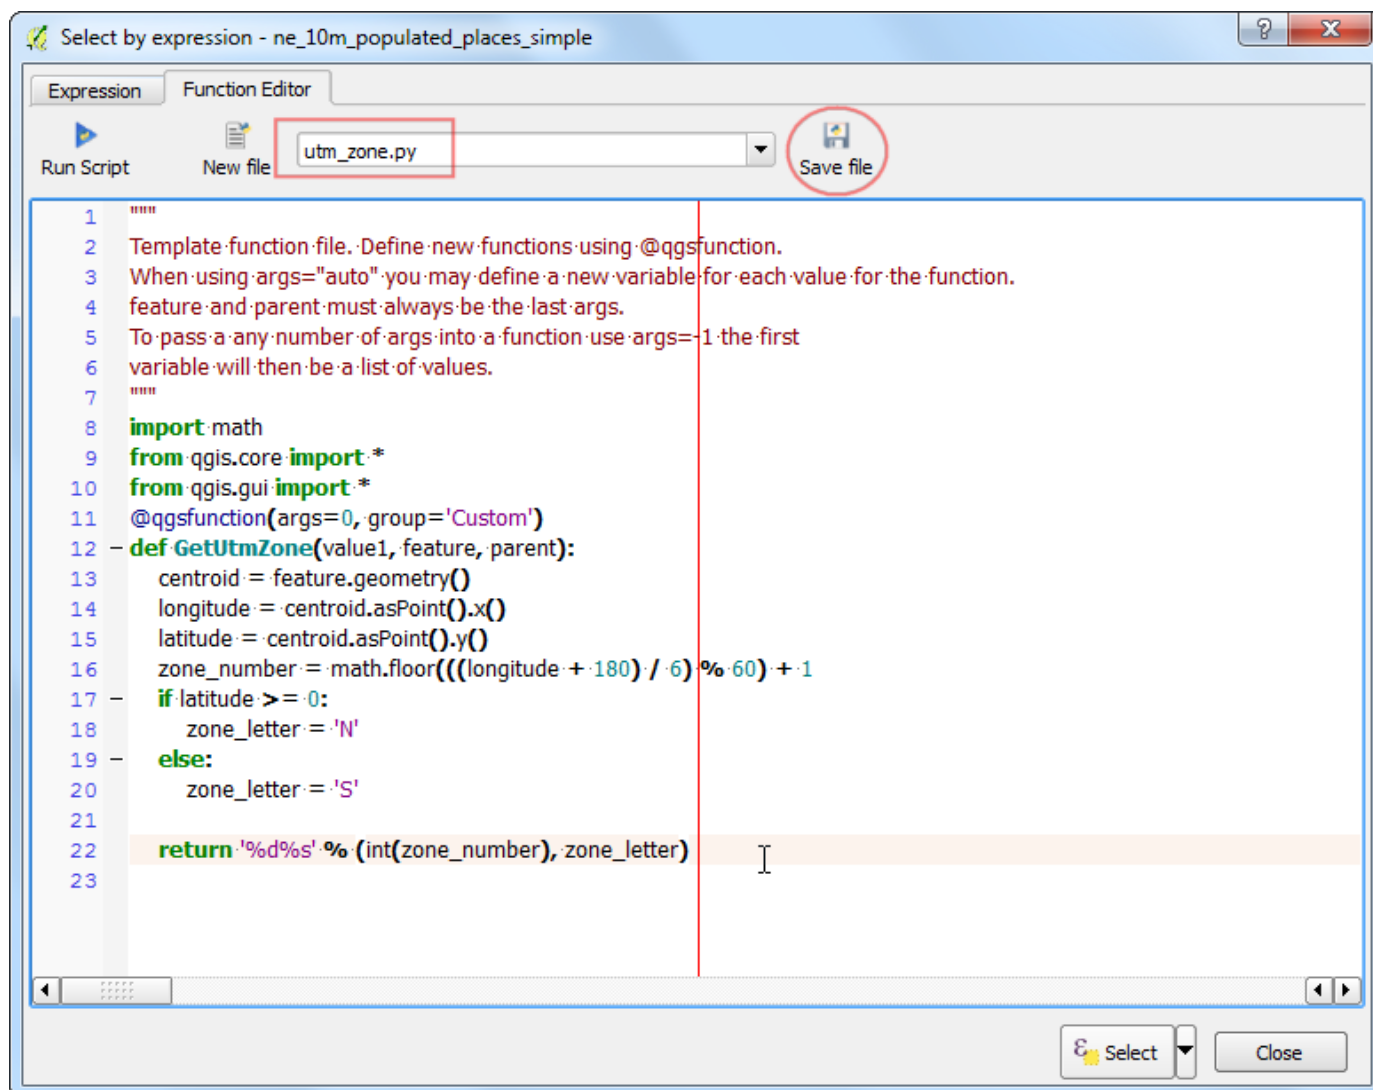 Select by expression - ne_10m_populated_places_simple
Expression
Function Editor
Run Script
New file
utm_zone.py
Save file
1 """
2 Template function file. Define new functions using @qgsfunction.
3 When using args="auto" you may define a new variable for each value for the function.
4 feature and parent must always be the last args.
5 To pass a any number of args into a function use args=-1 the first
6 variable will then be a list of values.
7 """
8 import math
9 from qgis.core import *
10 from qgis.gui import *
11 @qgsfunction(args=0, group='Custom')
12 def GetUtmZone(value1, feature, parent):
13 centroid = feature.geometry()
14 longitude = centroid.asPoint().x()
15 latitude = centroid.asPoint().y()
16 zone_number = math.floor(((longitude + 180) / 6) % 60) + 1
17 if latitude >= 0:
18 zone_letter = 'N'
19 else:
20 zone_letter = 'S'
21
22 return '%d%s' % (int(zone_number), zone_letter)
23
ε Select
Close